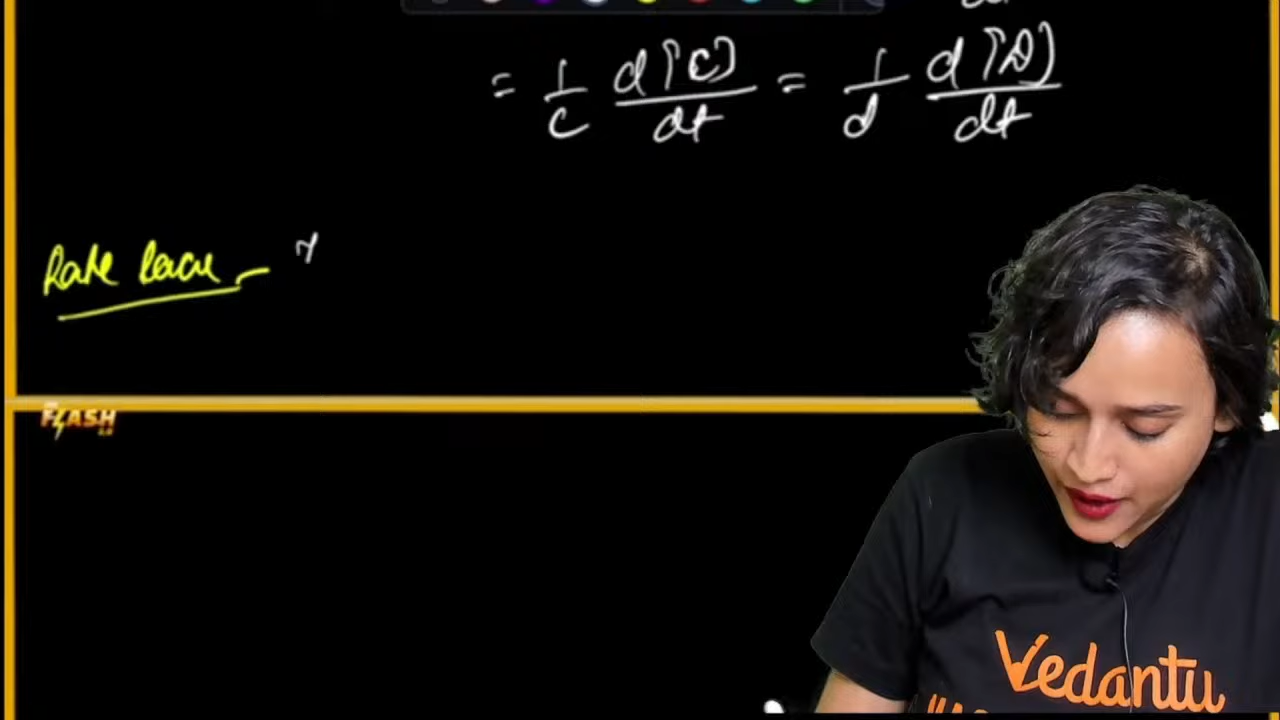 = 1/c d[C]/dt = 1/d d[D]/dt
Rate law - r
FLASH
Vedantu